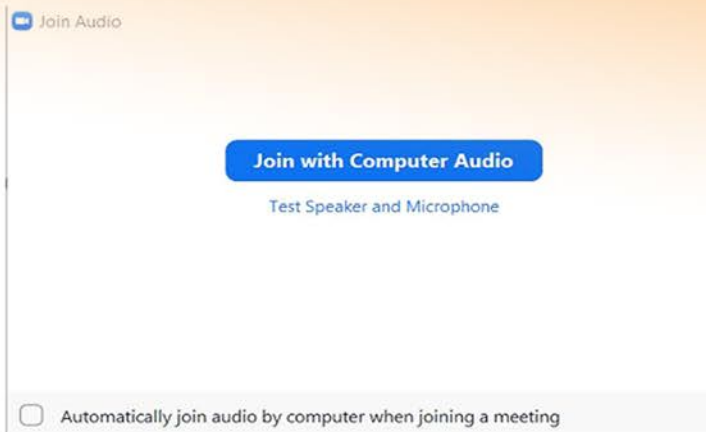 Join Audio
Join with Computer Audio
Test Speaker and Microphone
Automatically join audio by computer when joining a meeting